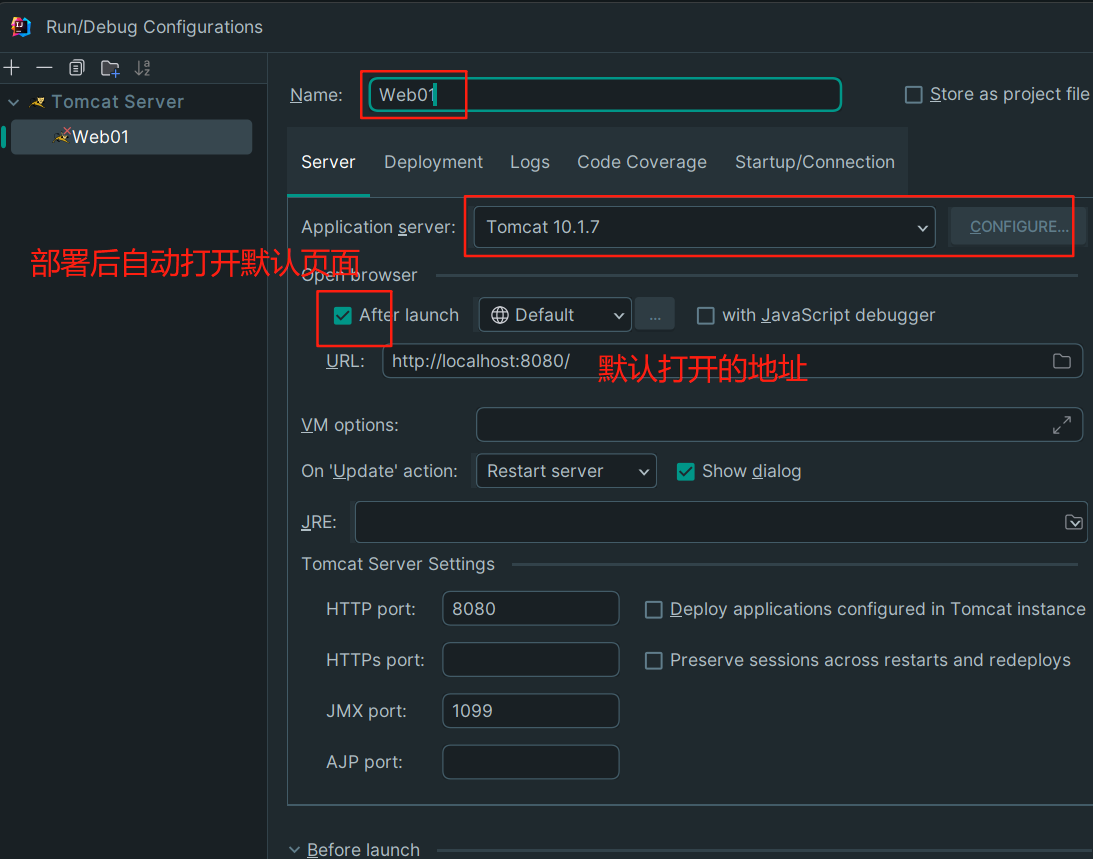 Run/Debug Configurations
Tomcat Server
Web01
Name: Web01
Store as project file
Server Deployment Logs Code Coverage Startup/Connection
Application server: Tomcat 10.1.7 CONFIGURE...
部署后自动打开默认页面
Open browser
After launch Default ... with JavaScript debugger
URL: http://localhost:8080/ 默认打开的地址
VM options:
On 'Update' action: Restart server Show dialog
JRE:
Tomcat Server Settings
HTTP port: 8080 Deploy applications configured in Tomcat instance
HTTPs port: Preserve sessions across restarts and redeploys
JMX port: 1099
AJP port:
Before launch